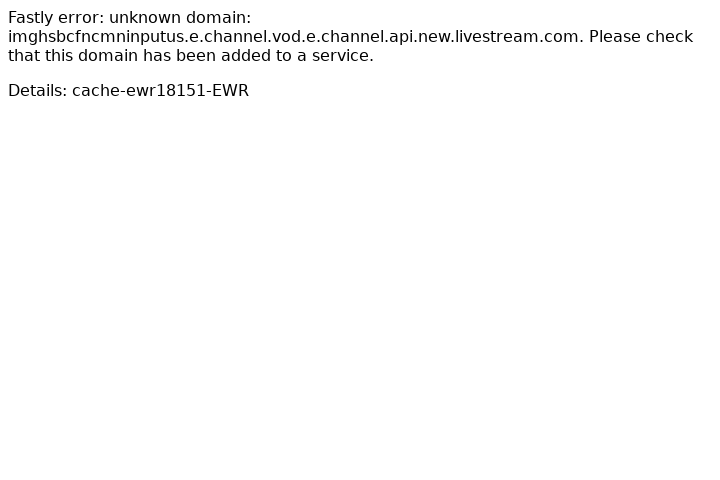 Fastly error: unknown domain:
imghsbcfncmninputus.e.channel.vod.e.channel.api.new.livestream.com. Please check
that this domain has been added to a service.
Details: cache-ewr18151-EWR